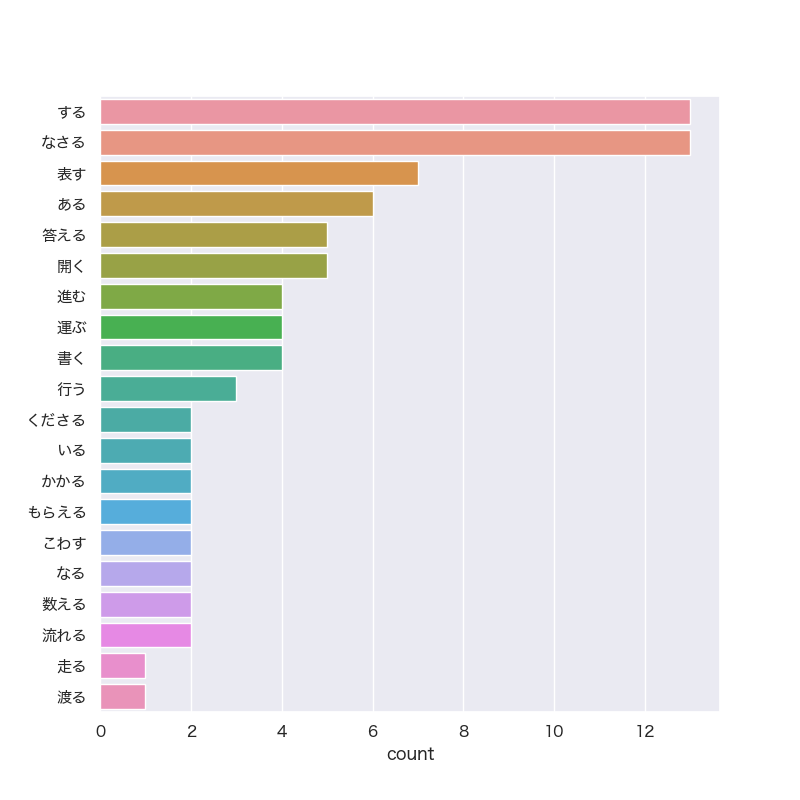 する
なさる
表す
ある
答える
開く
進む
運ぶ
書く
行う
くださる
いる
かかる
もらえる
こわす
なる
数える
流れる
走る
渡る
0 2 4 6 8 10 12
count